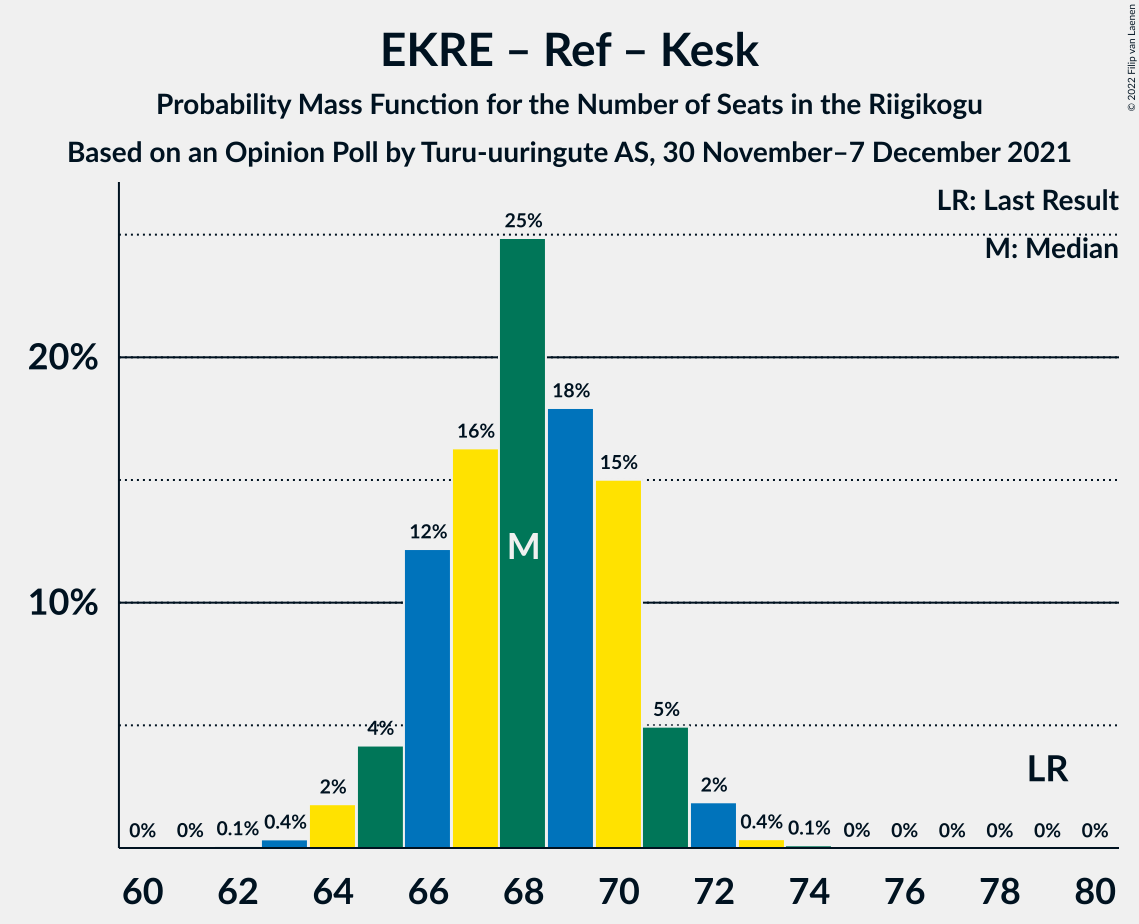 © 2022 Filip van Laenen
EKRE – Ref – Kesk
Probability Mass Function for the Number of Seats in the Riigikogu
Based on an Opinion Poll by Turu-uuringute AS, 30 November–7 December 2021
LR: Last Result
M: Median
20%
10%
0% 0% 0.1% 0.4% 2% 4% 12% 16% 25% 18% 15% 5% 2% 0.4% 0.1% 0% 0% 0% 0% 0% 0%
M
LR
60 62 64 66 68 70 72 74 76 78 80